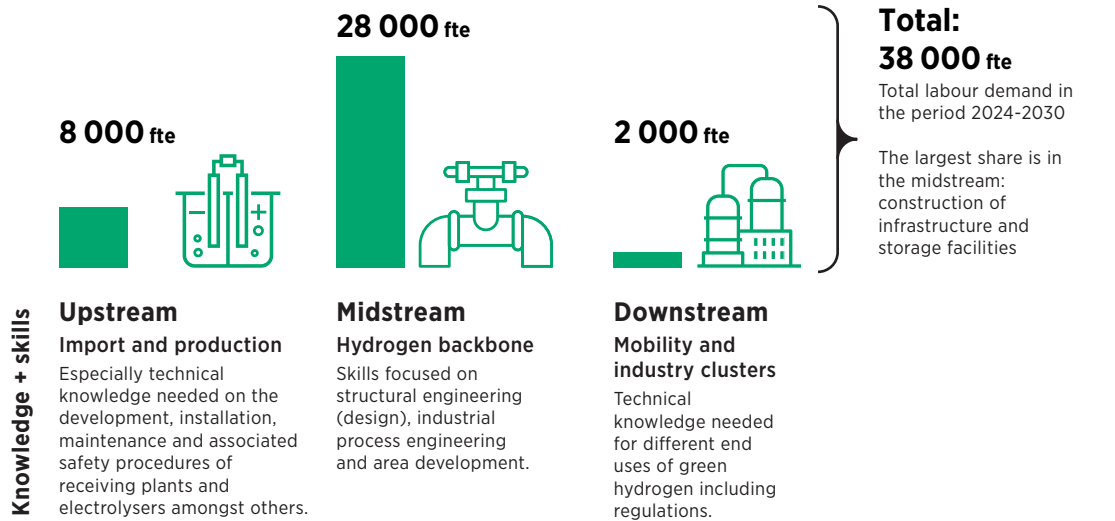 28 000 fte
8 000 fte
2 000 fte
Total:
38 000 fte
Total labour demand in
the period 2024-2030
The largest share is in
the midstream:
construction of
infrastructure and
storage facilities
Knowledge + skills
Upstream
Import and production
Especially technical
knowledge needed on the
development, installation,
maintenance and associated
safety procedures of
receiving plants and
electrolysers amongst others.
Midstream
Hydrogen backbone
Skills focused on
structural engineering
(design), industrial
process engineering
and area development.
Downstream
Mobility and
industry clusters
Technical
knowledge needed
for different end
uses of green
hydrogen including
regulations.